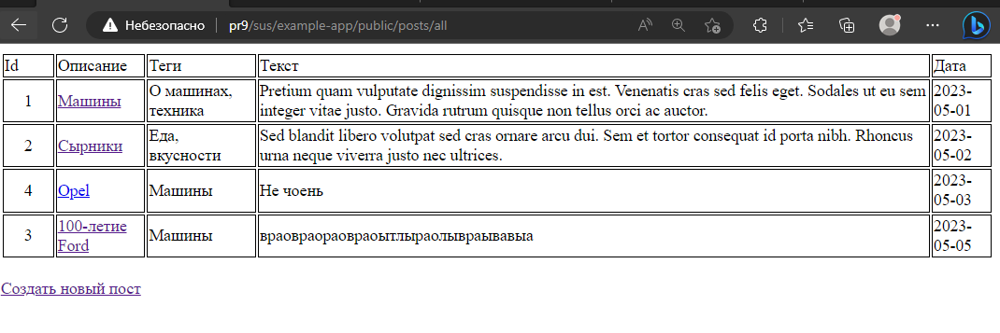 Небезопасно pr9/sus/example-app/public/posts/all
Id Описание Теги Текст Дата
1 Машины О машинах, техника Pretium quam vulputate dignissim suspendisse in est. Venenatis cras sed felis eget. Sodales ut eu sem
integer vitae justo. Gravida rutrum quisque non tellus orci ac auctor. 2023-05-01
2 Сырники Еда, вкусности Sed blandit libero volutpat sed cras ornare arcu dui. Sem et tortor consequat id porta nibh. Rhoncus
urna neque viverra justo nec ultrices. 2023-05-02
4 Opel Машины Не чоень 2023-05-03
3 100-летие Ford Машины враовраораовраоытлыраолывраывавыа 2023-05-05
Создать новый пост